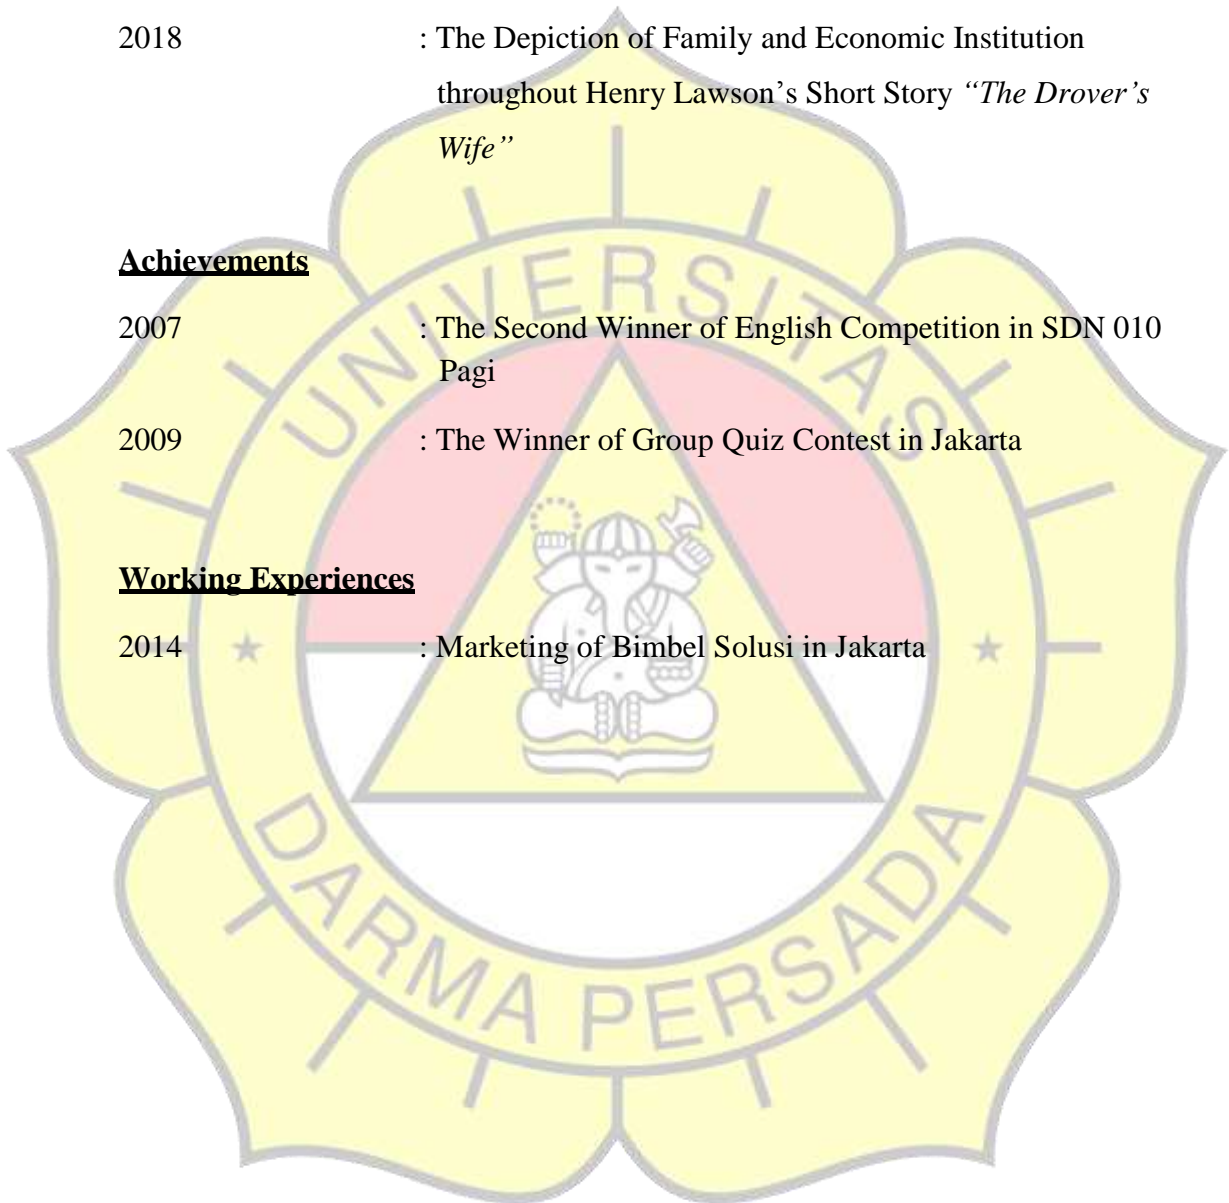 2018 : The Depiction of Family and Economic Institution
throughout Henry Lawson’s Short Story “The Drover’s
Wife”
Achievements
2007 : The Second Winner of English Competition in SDN 010
Pagi
2009 : The Winner of Group Quiz Contest in Jakarta
Working Experiences
2014 : Marketing of Bimbel Solusi in Jakarta
UNIVERSITAS
DARMA PERSADA